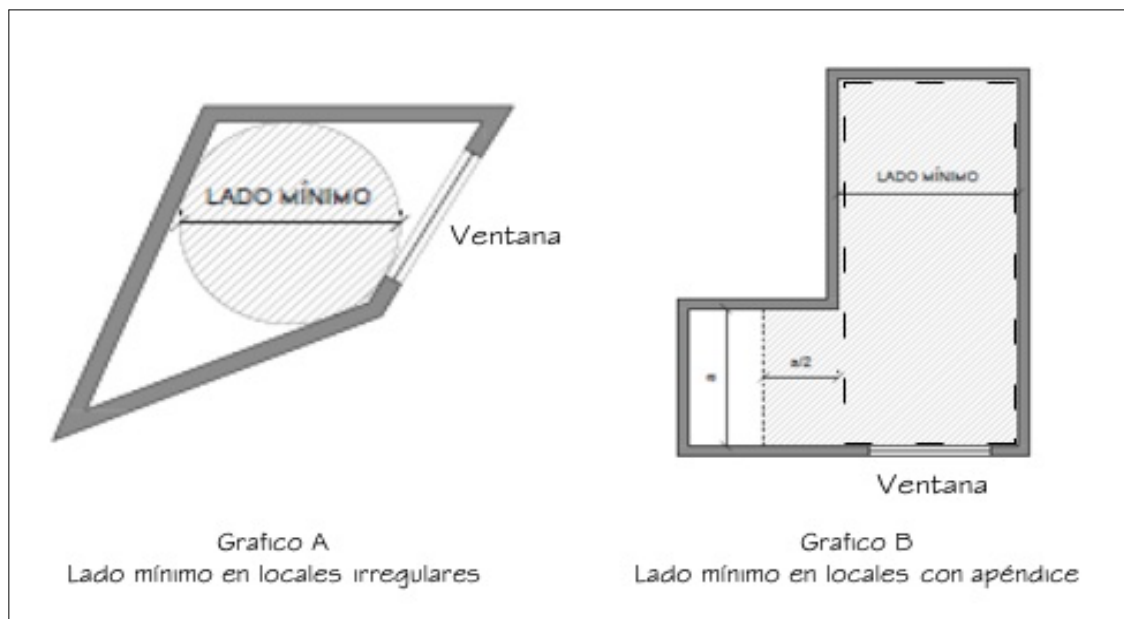 LADO MÍNIMO
Ventana
Grafico A
Lado mínimo en locales irregulares
LADO MÍNIMO
a/2
a
Ventana
Grafico B
Lado mínimo en locales con apéndice